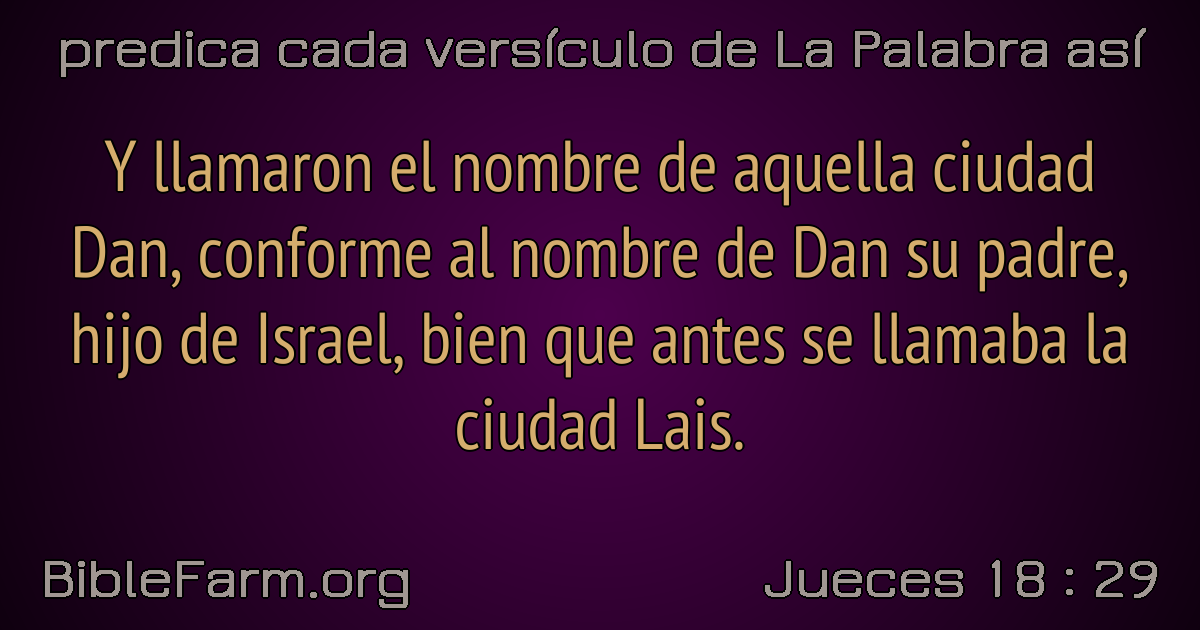 predica cada versículo de La Palabra así
Y llamaron el nombre de aquella ciudad
Dan, conforme al nombre de Dan su padre,
hijo de Israel, bien que antes se llamaba la
ciudad Lais.
BibleFarm.org
Jueces 18 : 29